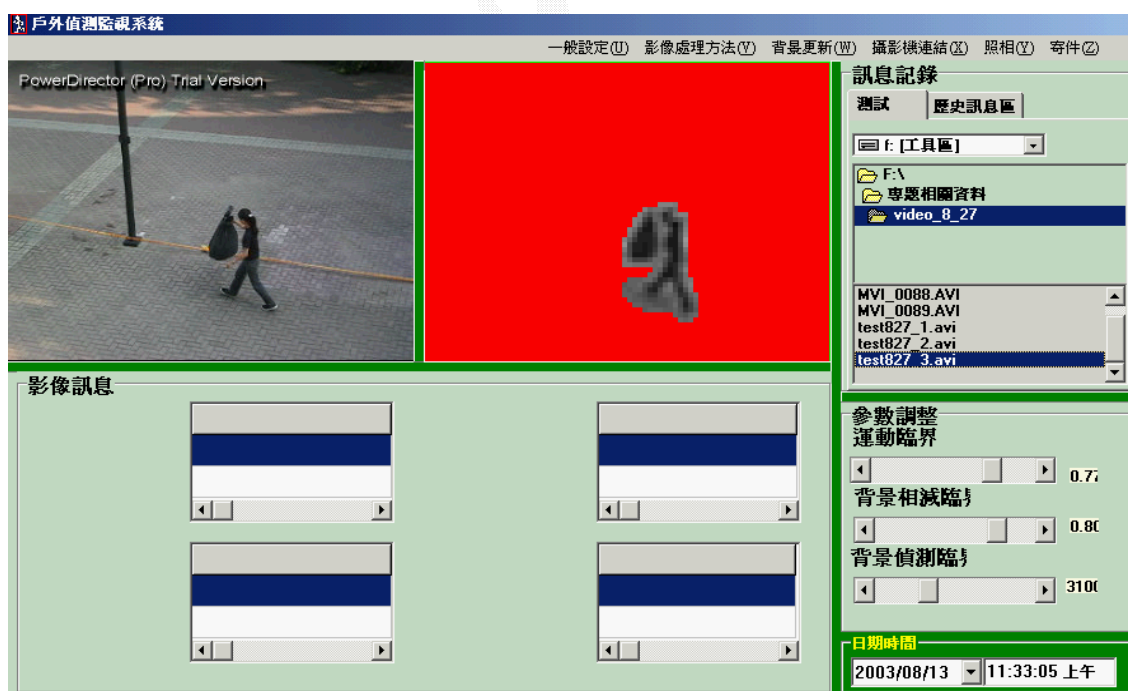 戶外偵測監視系統
一般設定(U) 影像處理方法(V) 背景更新(W) 攝影機連結(X) 照相(Y) 寄件(Z)
PowerDirector (Pro) Trial Version
訊息記錄
測試 歷史訊息區
f: [工具區]
F:\
專題相關資料
video_8_27
MVI_0088.AVI
MVI_0089.AVI
test827_1.avi
test827_2.avi
test827_3.avi
影像訊息
參數調整
運動臨界
0.77
背景相減臨
0.80
背景偵測臨
3100
日期時間
2003/08/13 11:33:05 上午